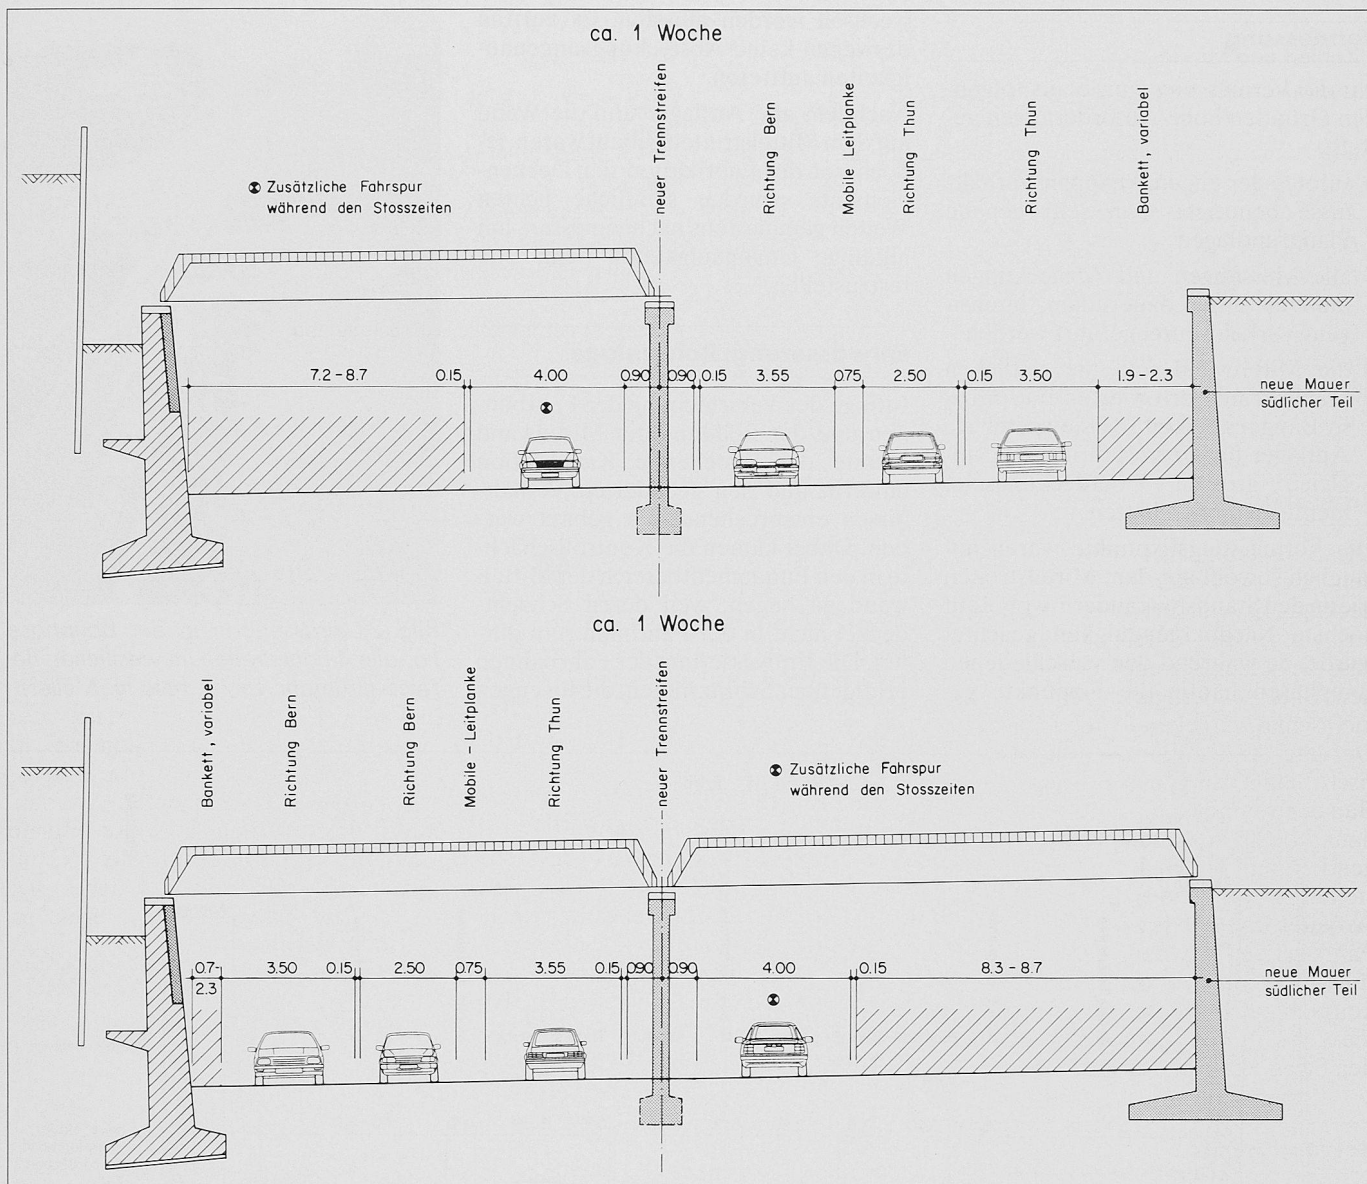 ca. 1 Woche
neuer Trennstreifen
Richtung Bern
Mobile Leitplanke
Richtung Thun
Richtung Thun
Bankett, variabel
Zusätzliche Fahrspur
während den Stosszeiten
7.2 – 8.7 0.15 4.00 0.90 0.90 0.15 3.55 0.75 2.50 0.15 3.50 1.9 – 2.3
neue Mauer
südlicher Teil
ca. 1 Woche
Bankett, variabel
Richtung Bern
Richtung Bern
Mobile – Leitplanke
Richtung Thun
neuer Trennstreifen
Zusätzliche Fahrspur
während den Stosszeiten
0.7– 3.50 0.15 2.50 0.75 3.55 0.15 0.90 0.90 4.00 0.15 8.3 – 8.7
2.3
neue Mauer
südlicher Teil